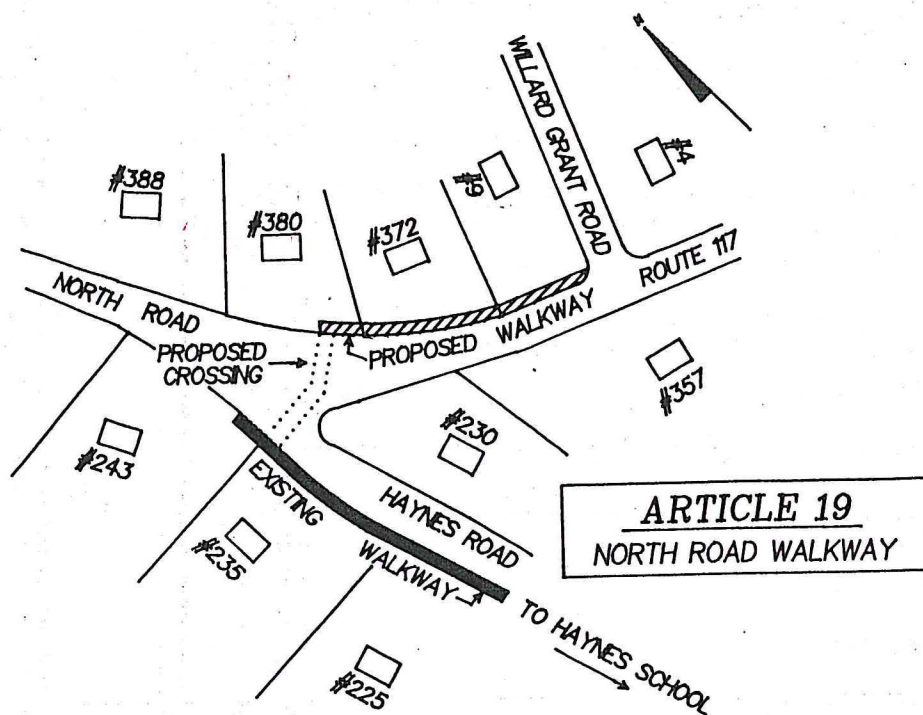 N
WILLARD GRANT ROAD
#4
#388
#9
#380
#372
ROUTE 117
NORTH ROAD
PROPOSED WALKWAY
PROPOSED
CROSSING
#357
#230
#243
EXISTING
WALKWAY
HAYNES ROAD
#235
ARTICLE 19
NORTH ROAD WALKWAY
TO HAYNES SCHOOL
#225